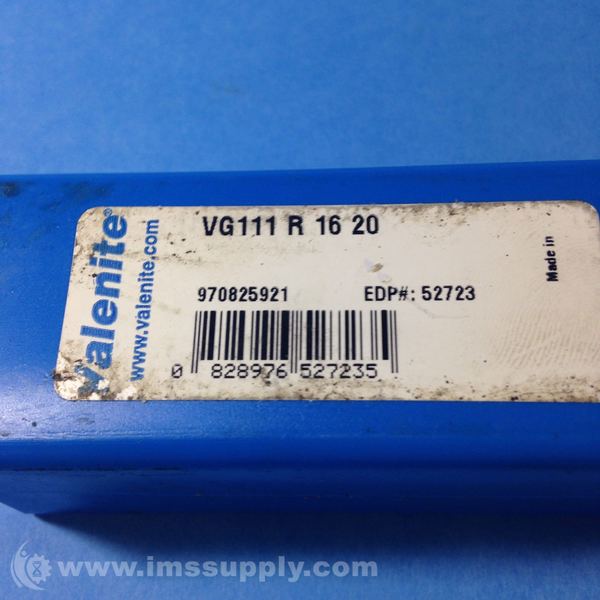 VG111 R 16 20
970825921 EDP#: 52723
0 828976 527235
Valenite®
www.valenite.com
Made in
www.imssupply.com